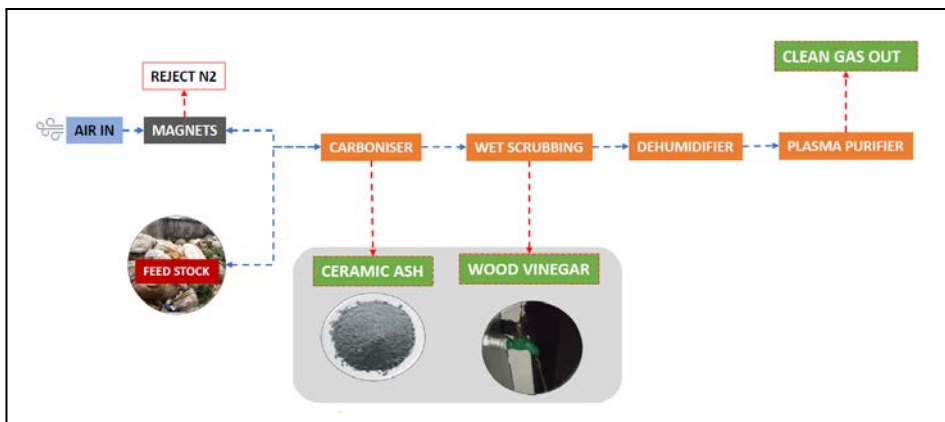 CLEAN GAS OUT
REJECT N2
AIR IN
MAGNETS
CARBONISER
WET SCRUBBING
DEHUMIDIFIER
PLASMA PURIFIER
FEED STOCK
CERAMIC ASH
WOOD VINEGAR